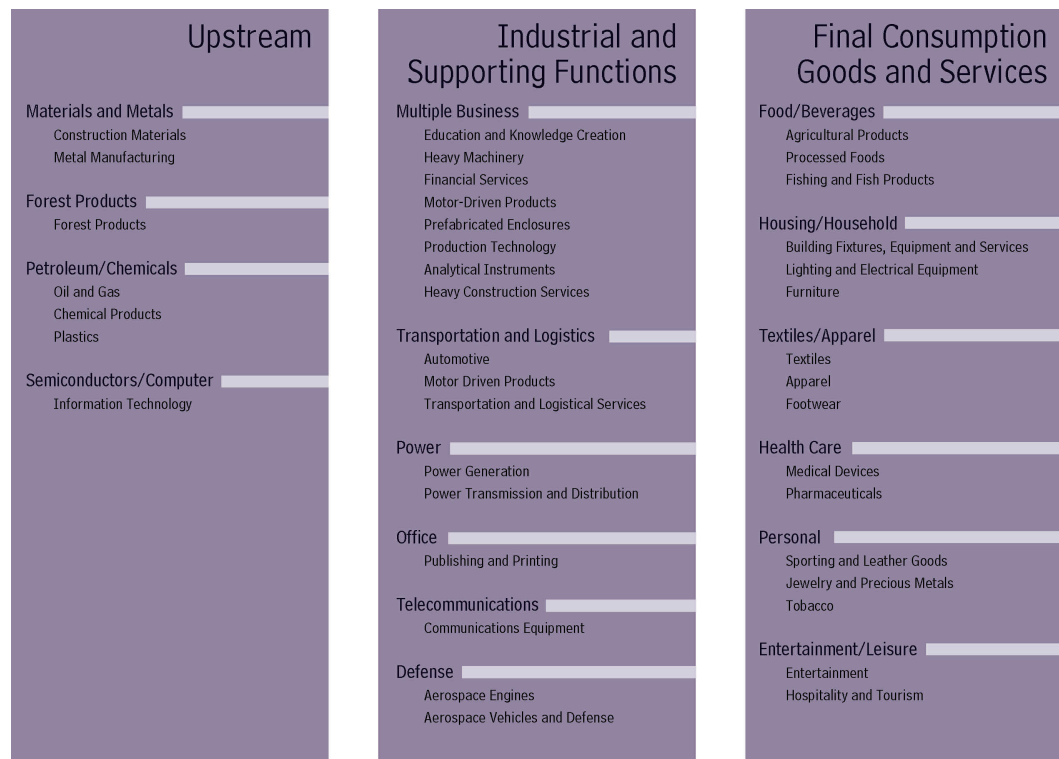 Upstream
Materials and Metals
Construction Materials
Metal Manufacturing
Forest Products
Forest Products
Petroleum/Chemicals
Oil and Gas
Chemical Products
Plastics
Semiconductors/Computer
Information Technology
Industrial and
Supporting Functions
Multiple Business
Education and Knowledge Creation
Heavy Machinery
Financial Services
Motor-Driven Products
Prefabricated Enclosures
Production Technology
Analytical Instruments
Heavy Construction Services
Transportation and Logistics
Automotive
Motor Driven Products
Transportation and Logistical Services
Power
Power Generation
Power Transmission and Distribution
Office
Publishing and Printing
Telecommunications
Communications Equipment
Defense
Aerospace Engines
Aerospace Vehicles and Defense
Final Consumption
Goods and Services
Food/Beverages
Agricultural Products
Processed Foods
Fishing and Fish Products
Housing/Household
Building Fixtures, Equipment and Services
Lighting and Electrical Equipment
Furniture
Textiles/Apparel
Textiles
Apparel
Footwear
Health Care
Medical Devices
Pharmaceuticals
Personal
Sporting and Leather Goods
Jewelry and Precious Metals
Tobacco
Entertainment/Leisure
Entertainment
Hospitality and Tourism